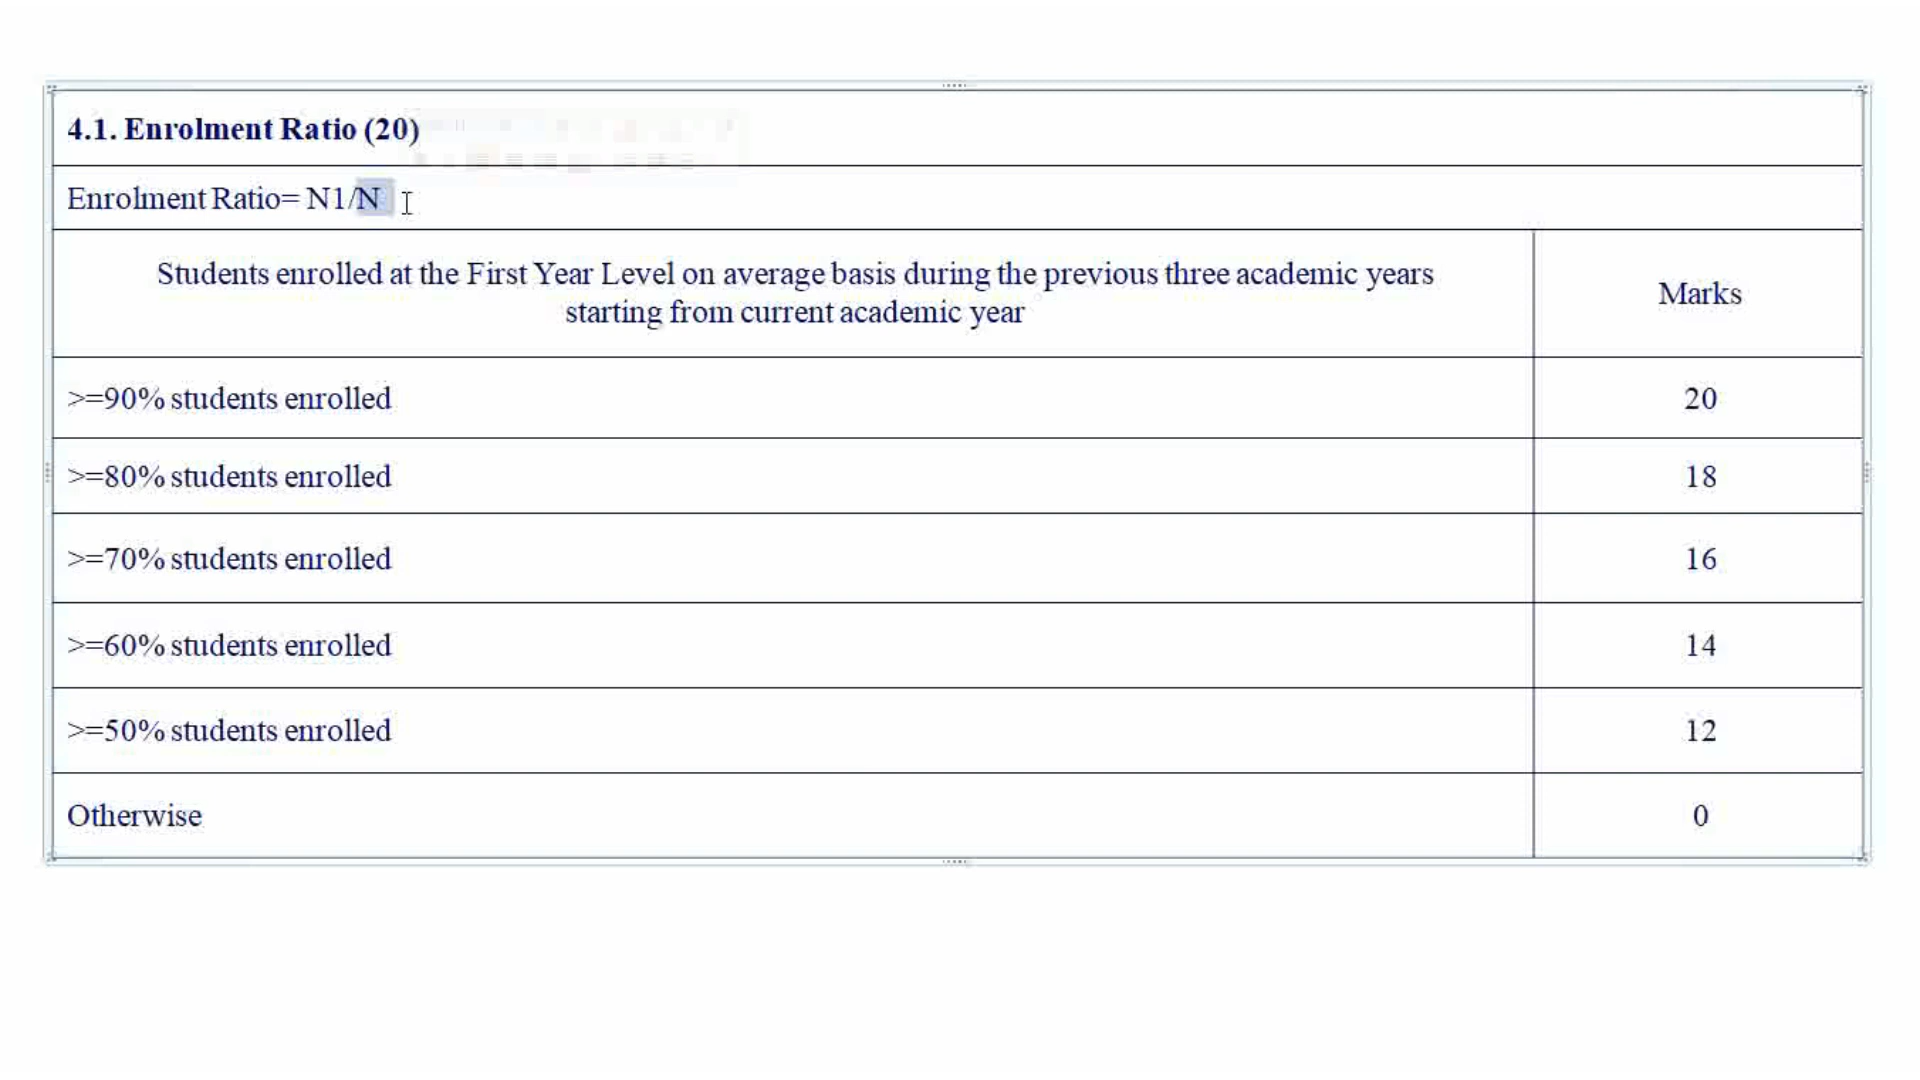 4.1. Enrolment Ratio (20)
Enrolment Ratio= N1/N
Students enrolled at the First Year Level on average basis during the previous three academic years
starting from current academic year
Marks
>=90% students enrolled
20
>=80% students enrolled
18
>=70% students enrolled
16
>=60% students enrolled
14
>=50% students enrolled
12
Otherwise
0